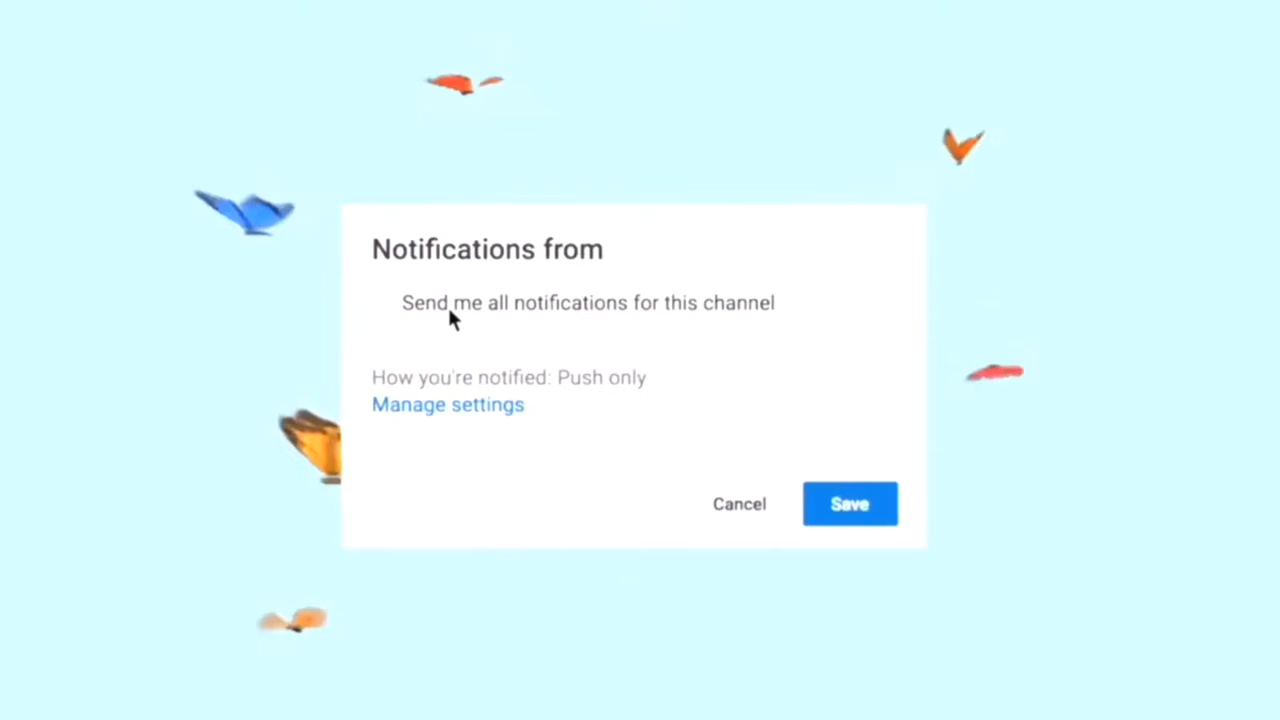 Notifications from
Send me all notifications for this channel
How you're notified: Push only
Manage settings
Cancel
Save